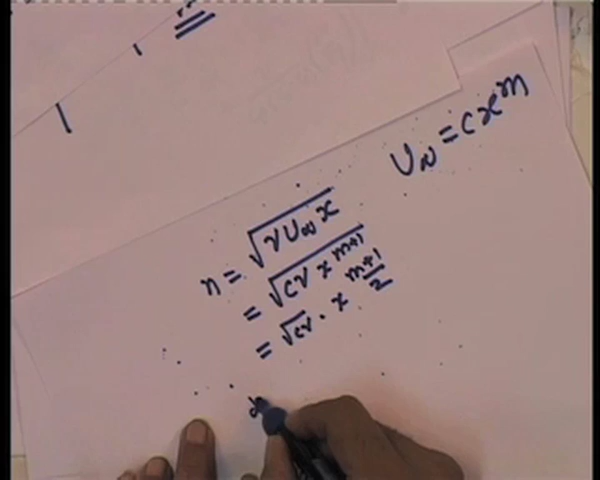 U∞ = cx^m
n = √(νU∞x)
= √(cν x^(m+1))
= √cν · x^((m+1)/2)